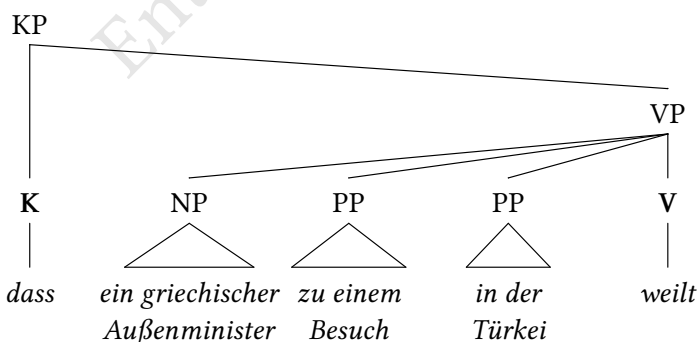 KP
VP
K NP PP PP V
dass ein griechischer zu einem in der weilt
Außenminister Besuch Türkei